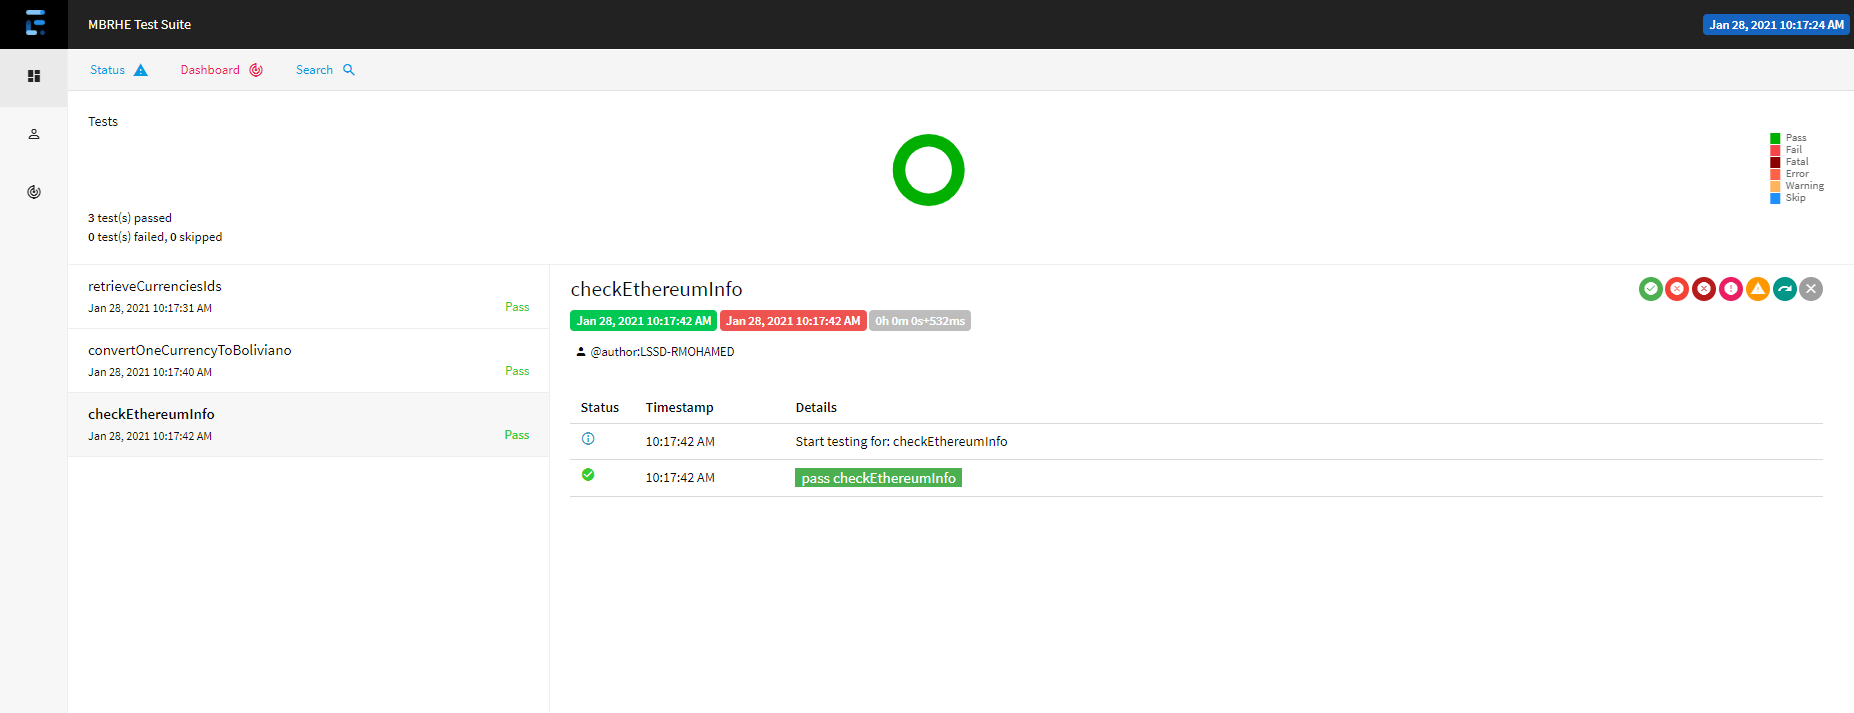 MBRHE Test Suite
Jan 28, 2021 10:17:24 AM
Status
Dashboard
Search
Tests
3 test(s) passed
0 test(s) failed, 0 skipped
Pass
Fail
Fatal
Error
Warning
Skip
retrieveCurrenciesIds
Jan 28, 2021 10:17:31 AM
Pass
convertOneCurrencyToBoliviano
Jan 28, 2021 10:17:40 AM
Pass
checkEthereumInfo
Jan 28, 2021 10:17:42 AM
Pass
checkEthereumInfo
Jan 28, 2021 10:17:42 AM Jan 28, 2021 10:17:42 AM 0h 0m 0s+532ms
@author:LSSD-RMOHAMED
Status Timestamp Details
10:17:42 AM Start testing for: checkEthereumInfo
10:17:42 AM pass checkEthereumInfo